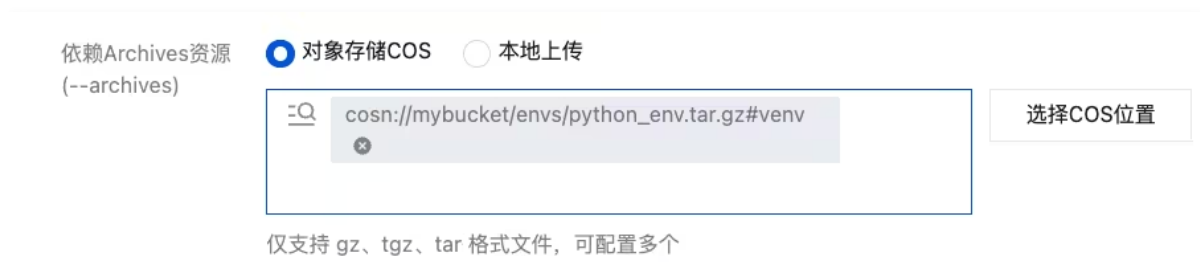 依赖Archives资源
(--archives)
对象存储COS
本地上传
cosn://mybucket/envs/python_env.tar.gz#venv
选择COS位置
仅支持 gz、tgz、tar 格式文件，可配置多个